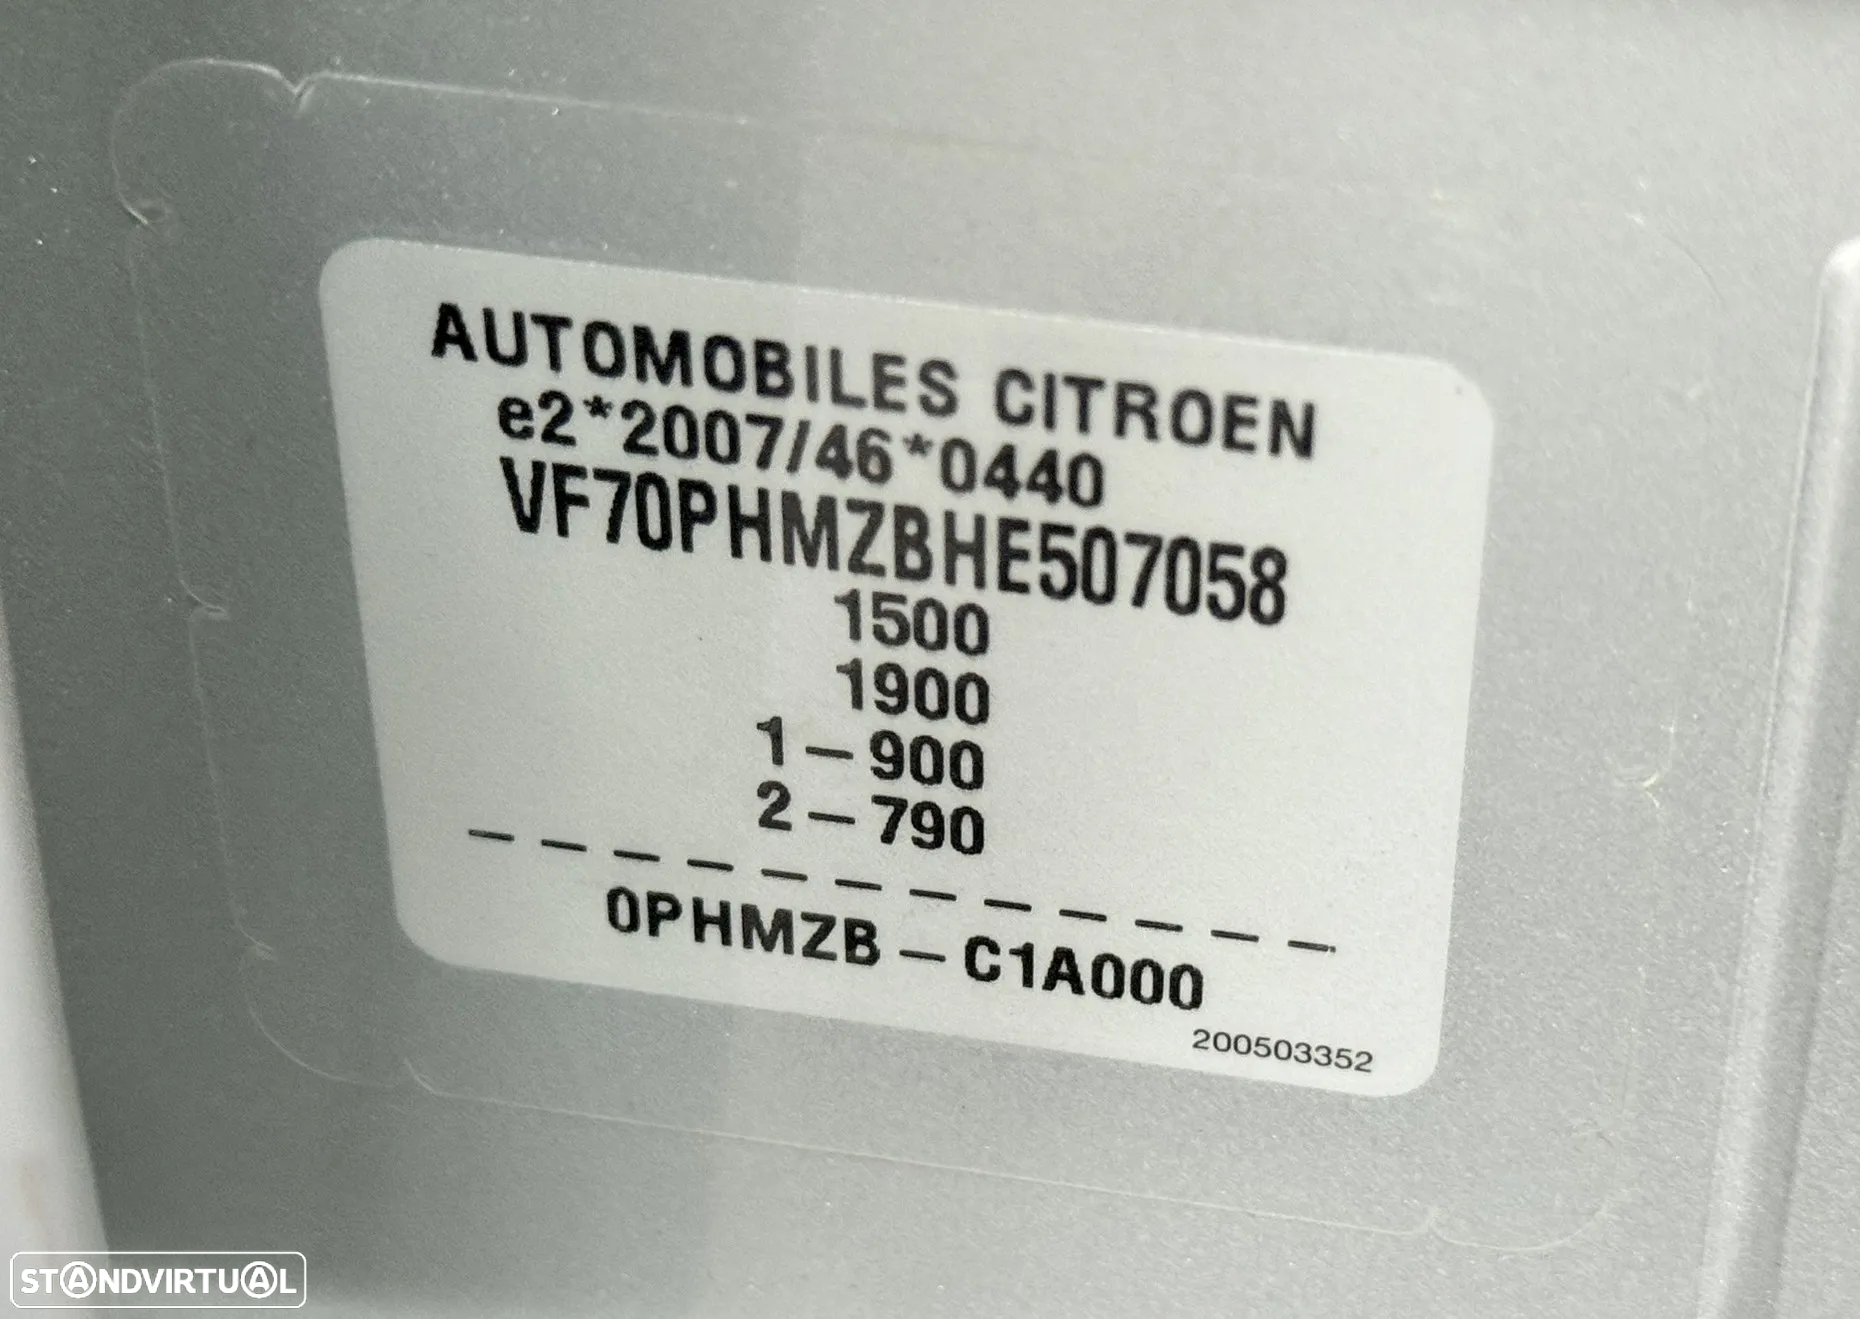 AUTOMOBILES CITROEN
e2*2007/46*0440
VF70PHMZBHE507058
1500
1900
1-900
2-790
0PHMZB-C1A000
200503352
STANDVIRTUAL